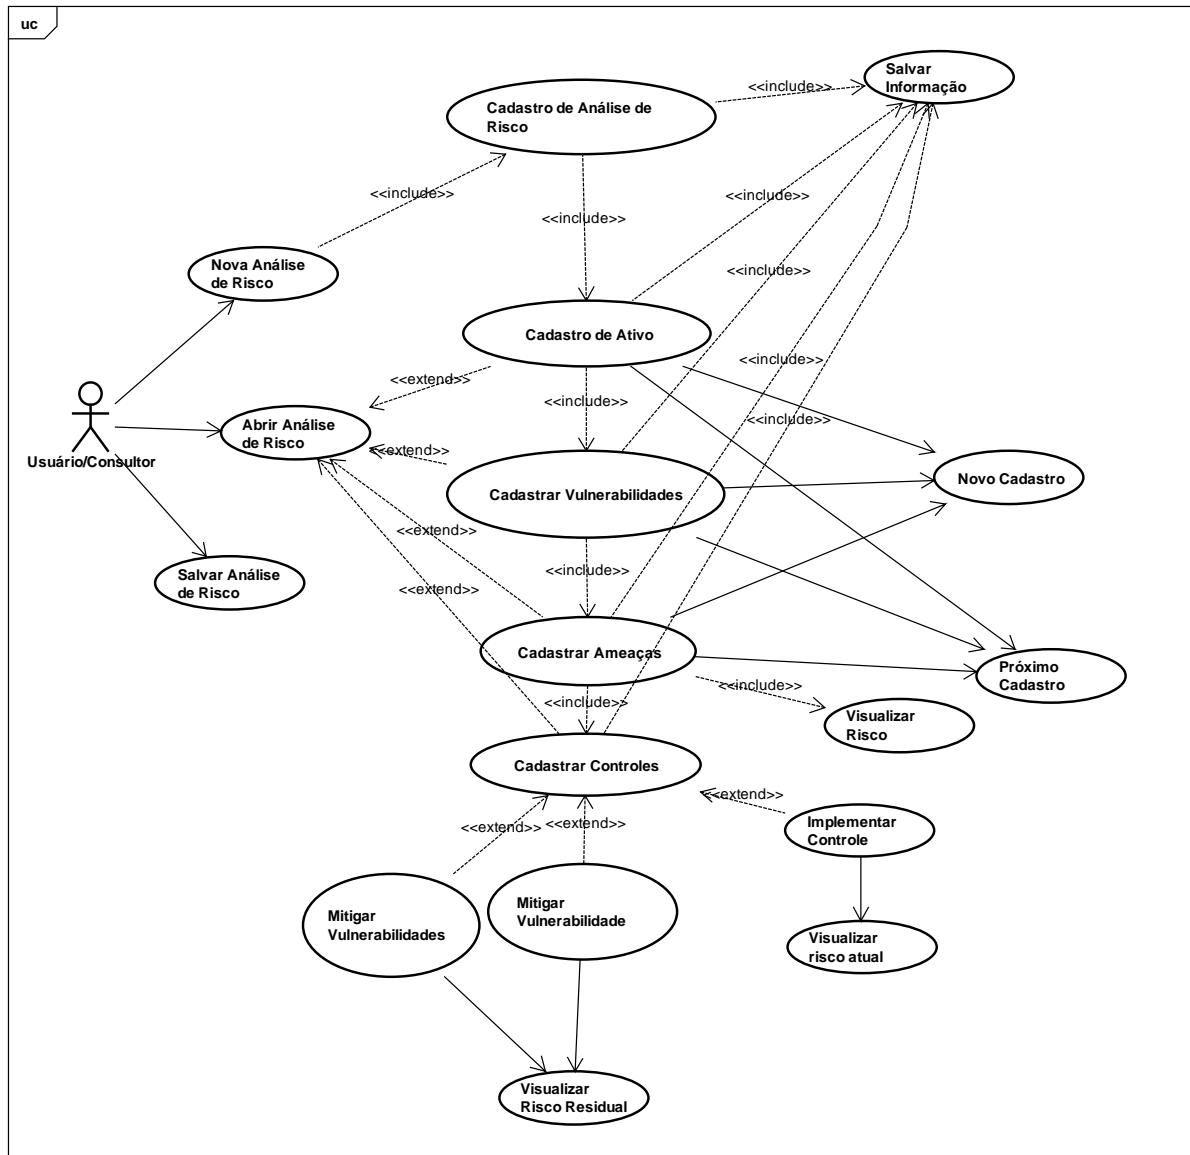 uc
Salvar
Informação
<<include>>
Cadastro de Análise de
Risco
<<include>>
<<include>>
<<include>>
Nova Análise
de Risco
<<include>>
Cadastro de Ativo
<<include>>
<<extend>>
<<include>>
<<include>>
Abrir Análise
de Risco
Usuário/Consultor
<<extend>>
Cadastrar Vulnerabilidades
Novo Cadastro
<<extend>>
<<include>>
Salvar Análise
de Risco
<<extend>>
Cadastrar Ameaças
Próximo
Cadastro
<<include>>
<<include>>
Visualizar
Risco
Cadastrar Controles
<<extend>>
Implementar
Controle
<<extend>>
<<extend>>
Mitigar
Vulnerabilidades
Mitigar
Vulnerabilidade
Visualizar
risco atual
Visualizar
Risco Residual